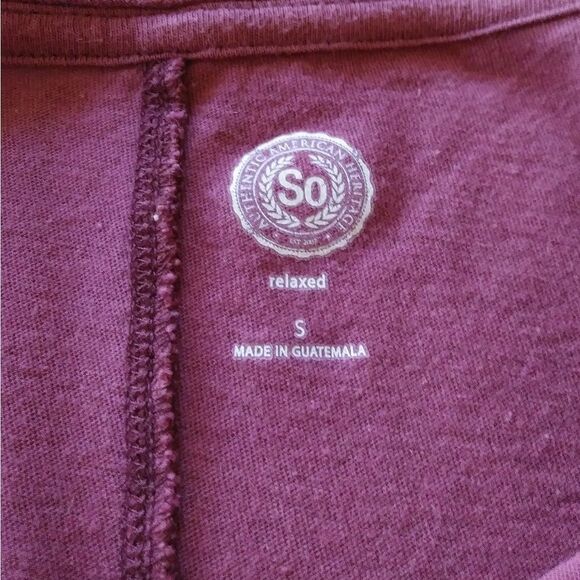 AUTHENTIC AMERICAN HERITAGE
So
EST 2007
relaxed
S
MADE IN GUATEMALA